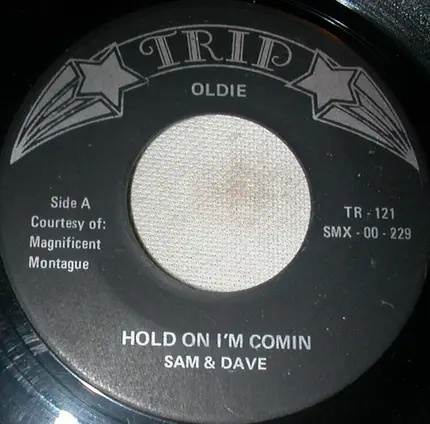 TRIP
OLDIE
Side A
Courtesy of:
Magnificent
Montague
TR - 121
SMX - 00 - 229
HOLD ON I'M COMIN
SAM & DAVE